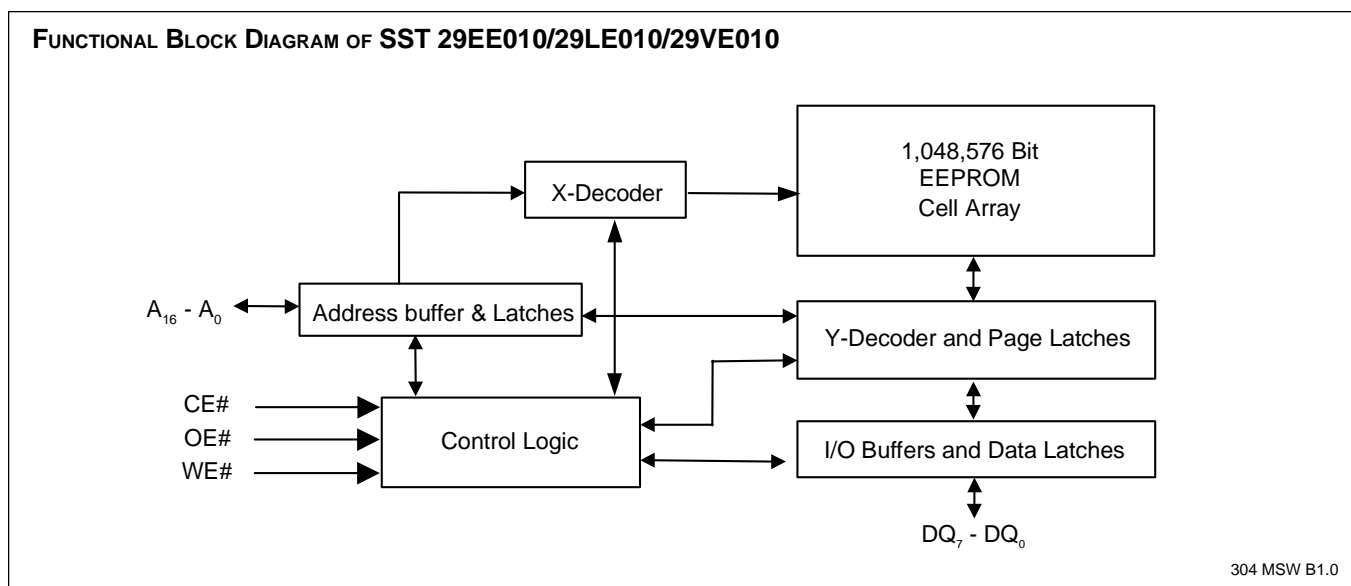 FUNCTIONAL BLOCK DIAGRAM OF SST 29EE010/29LE010/29VE010
1,048,576 Bit
EEPROM
Cell Array
X-Decoder
A16 - A0
Address buffer & Latches
Y-Decoder and Page Latches
CE#
OE#
WE#
Control Logic
I/O Buffers and Data Latches
DQ7 - DQ0
304 MSW B1.0